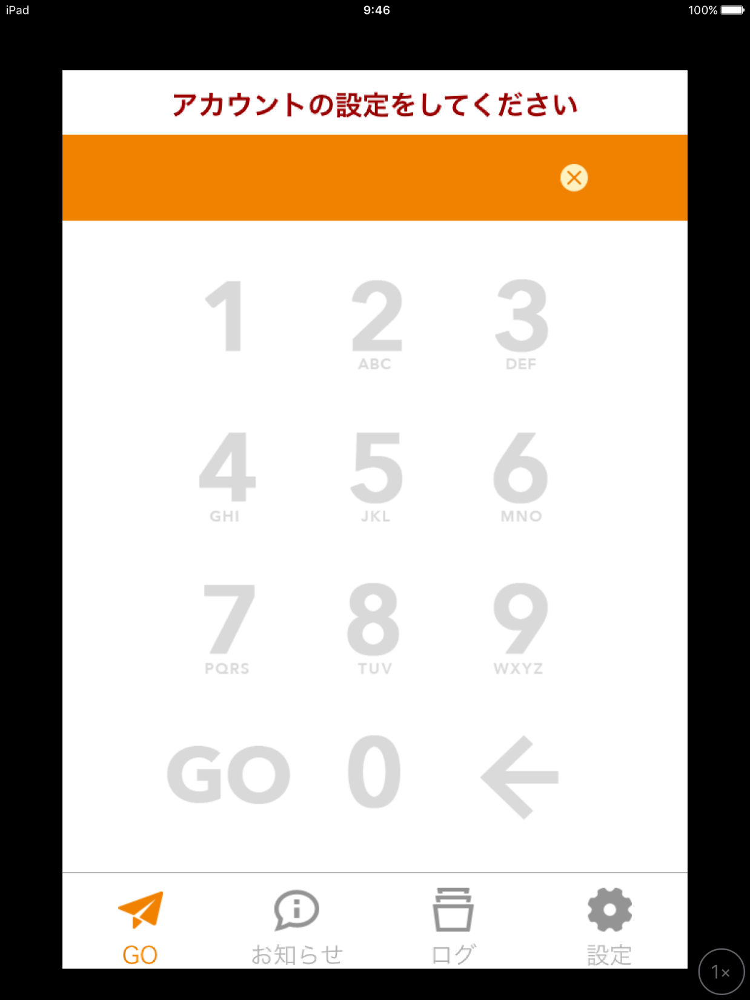 iPad 9:46 100%
アカウントの設定をしてください
1 2 3
ABC DEF
4 5 6
GHI JKL MNO
7 8 9
PQRS TUV WXYZ
GO 0
GO お知らせ ログ 設定
1×